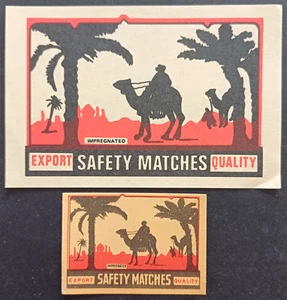 IMPREGNATED
EXPORT SAFETY MATCHES QUALITY
IMPREGNATED
EXPORT SAFETY MATCHES QUALITY